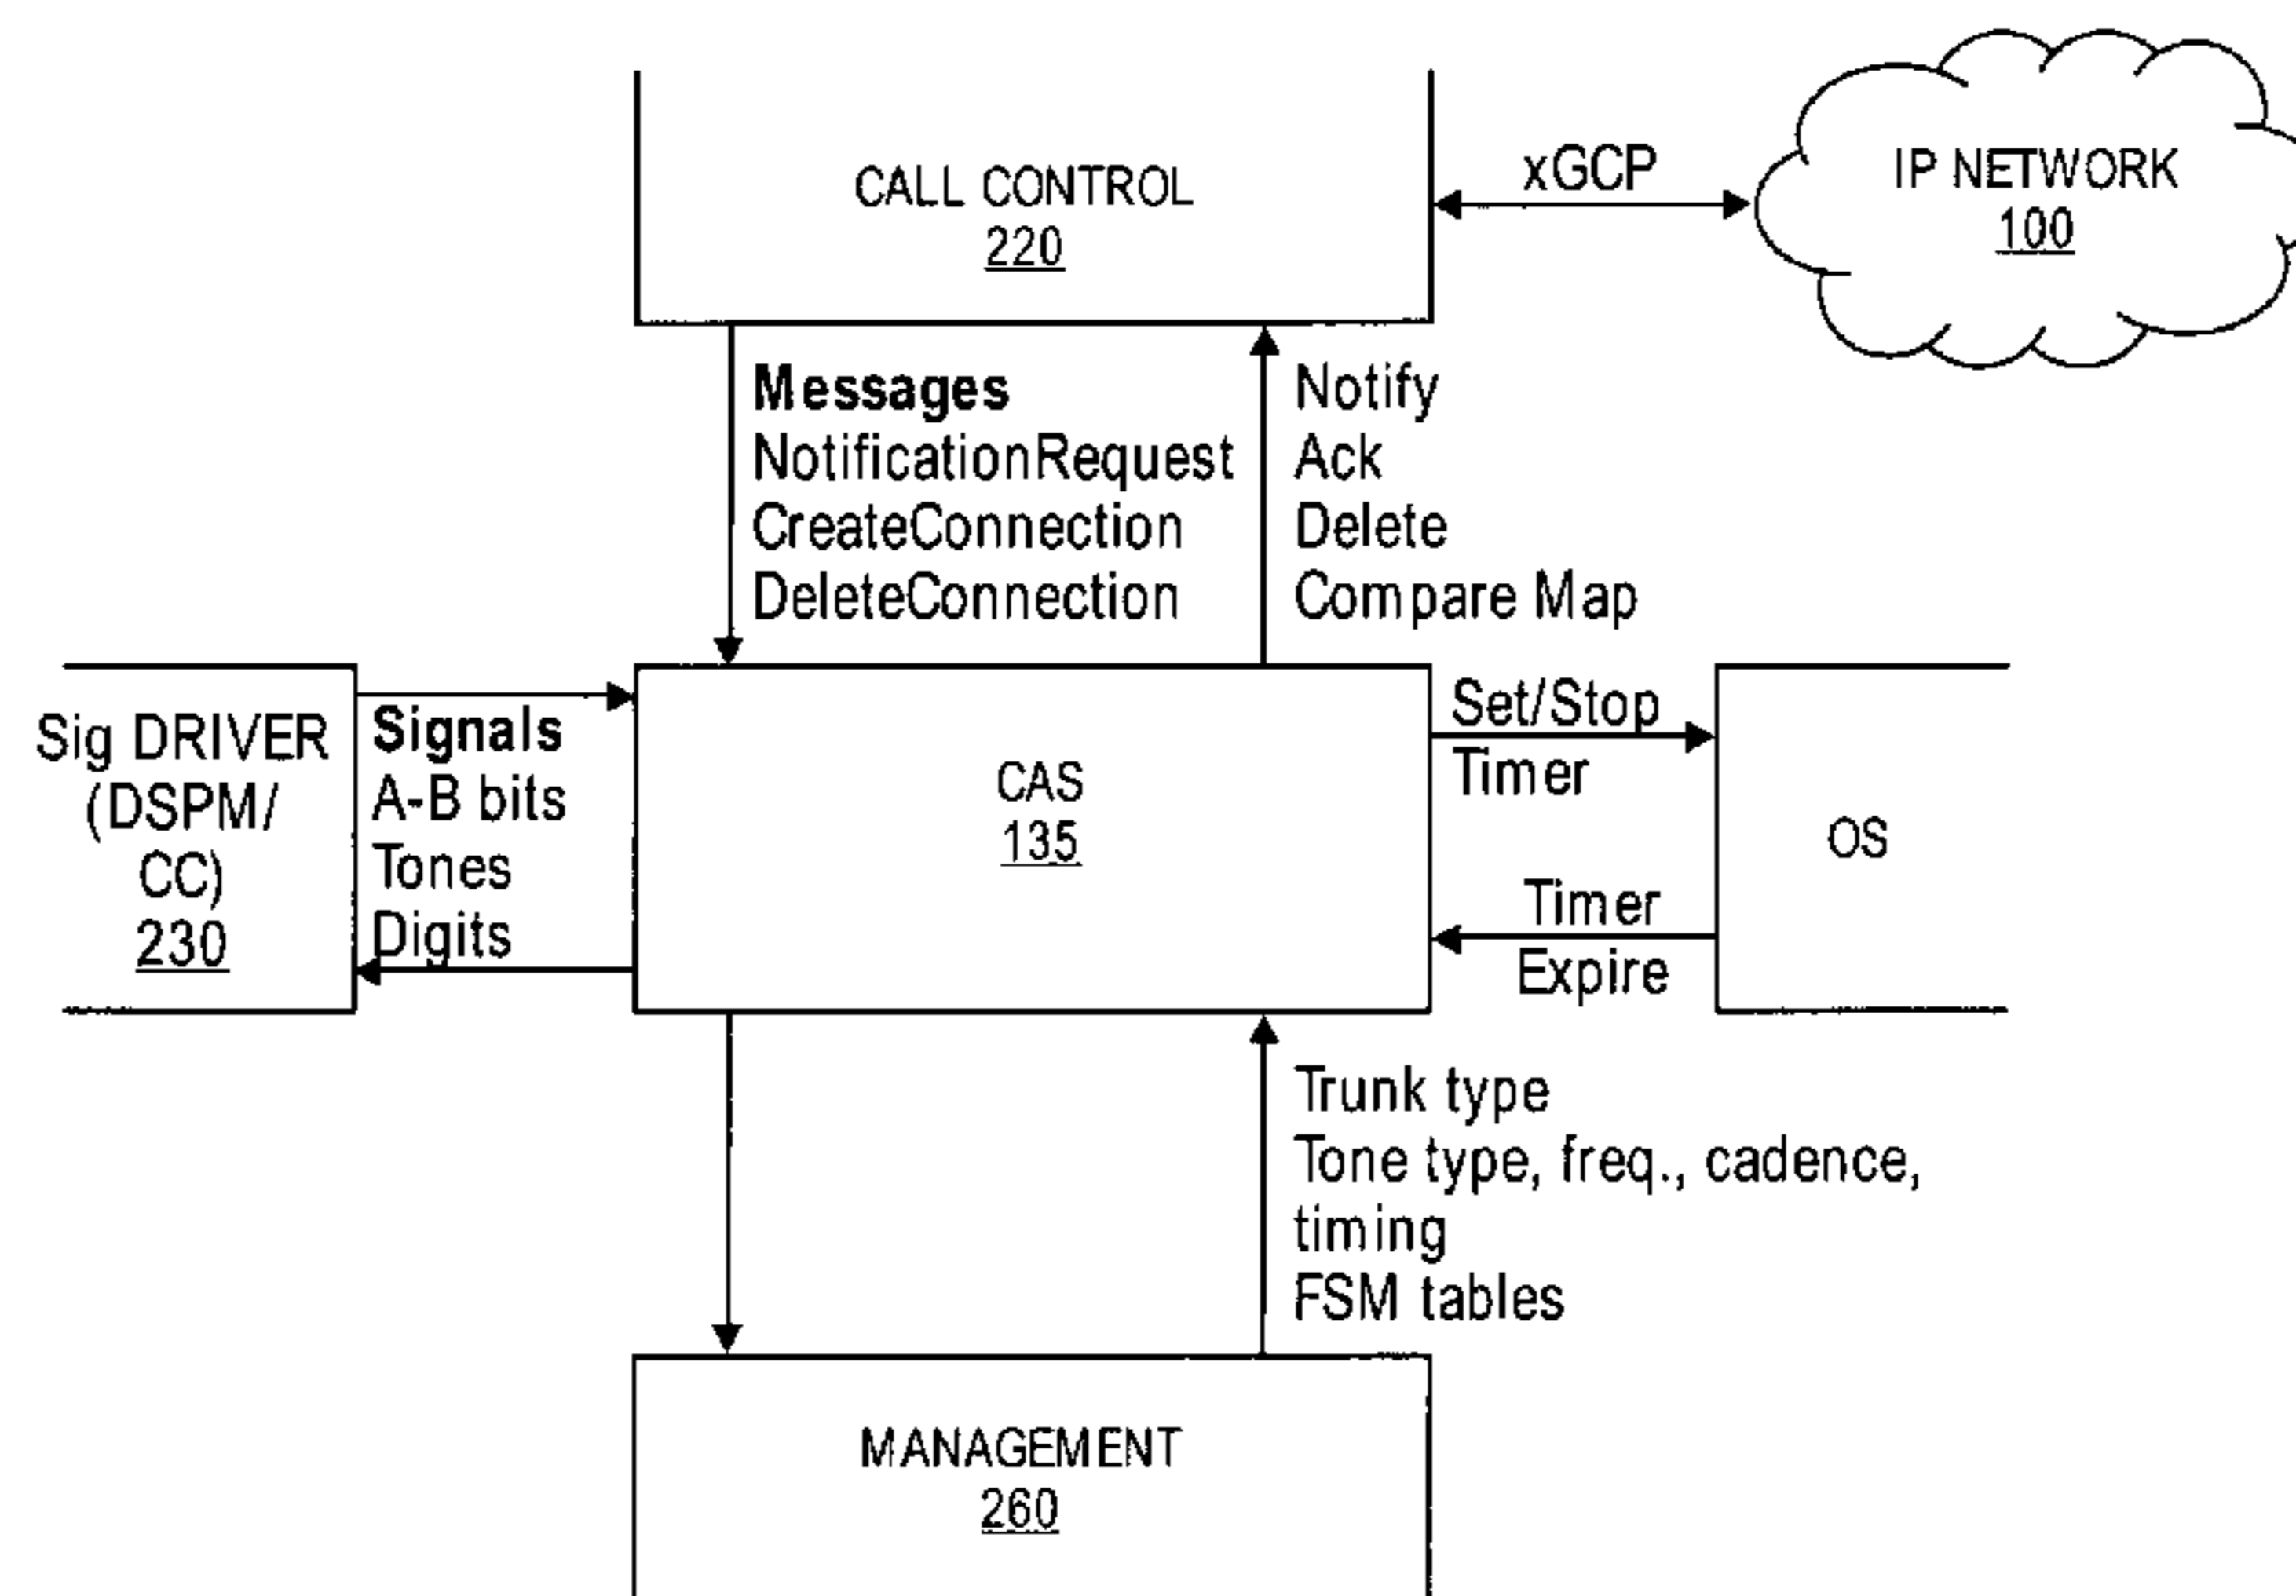 CALL CONTROL
220
xGCP
IP NETWORK
100
Messages
NotificationRequest
CreateConnection
DeleteConnection
Notify
Ack
Delete
Compare Map
Sig DRIVER
(DSPM/
CC)
230
Signals
A-B bits
Tones
Digits
CAS
135
Set/Stop
Timer
Timer
Expire
OS
Trunk type
Tone type, freq., cadence,
timing
FSM tables
MANAGEMENT
260